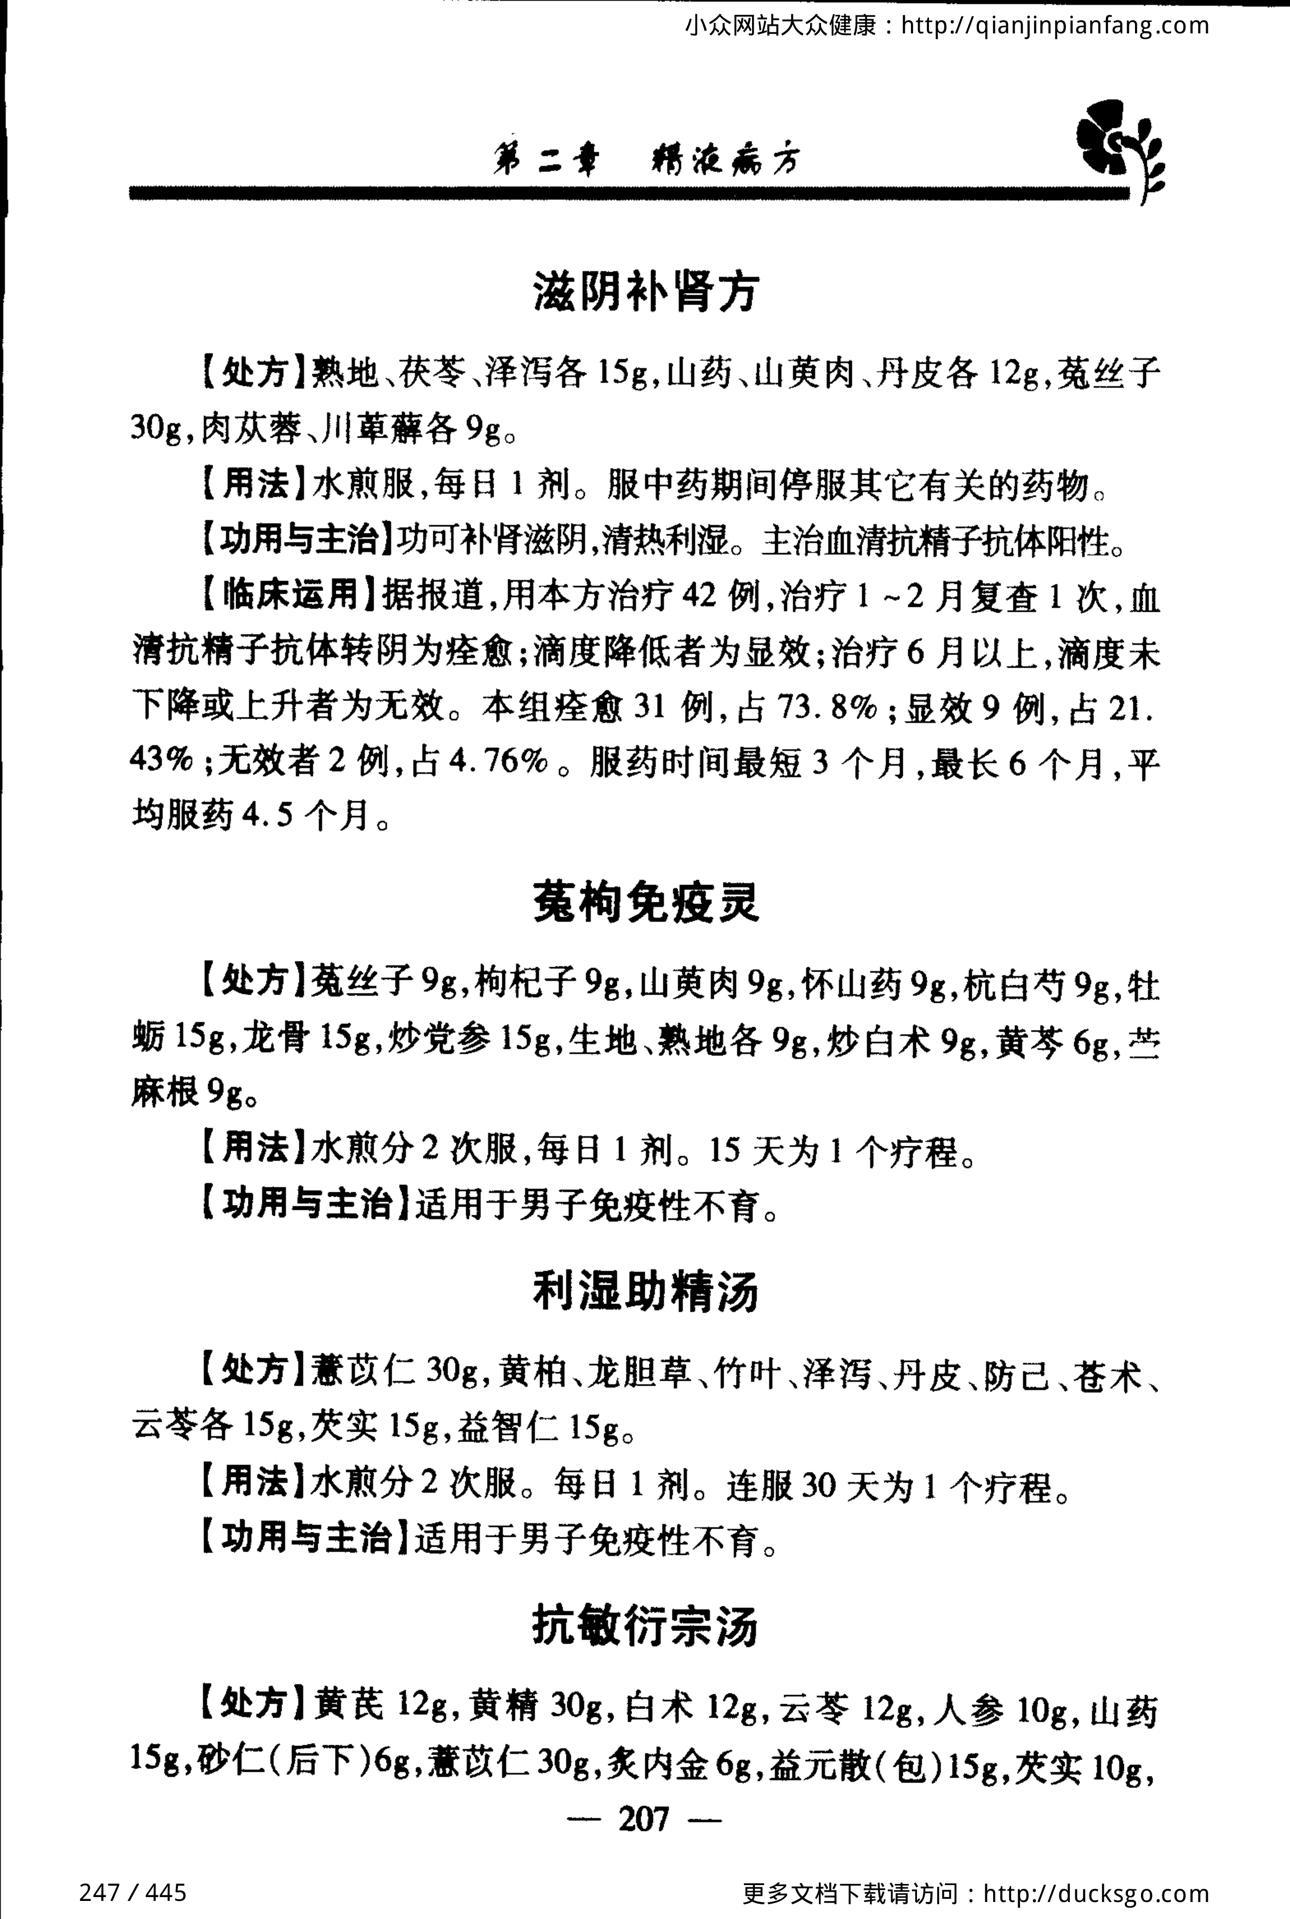 小众网站大众健康：http://qianjinpianfang.com
第二章 精液病方
滋阴补肾方
【处方】熟地、茯苓、泽泻各 15g,山药、山萸肉、丹皮各 12g,菟丝子
30g,肉苁蓉、川萆薢各 9g。
【用法】水煎服,每日 1 剂。服中药期间停服其它有关的药物。
【功用与主治】功可补肾滋阴,清热利湿。主治血清抗精子抗体阳性。
【临床运用】据报道,用本方治疗 42 例,治疗 1 ~ 2 月复查 1 次,血
清抗精子抗体转阴为痊愈;滴度降低者为显效;治疗 6 月以上,滴度未
下降或上升者为无效。本组痊愈 31 例,占 73.8%;显效 9 例,占 21.
43%;无效者 2 例,占 4.76%。服药时间最短 3 个月,最长 6 个月,平
均服药 4.5 个月。
菟枸免疫灵
【处方】菟丝子 9g,枸杞子 9g,山萸肉 9g,怀山药 9g,杭白芍 9g,牡
蛎 15g,龙骨 15g,炒党参 15g,生地、熟地各 9g,炒白术 9g,黄芩 6g,苎
麻根 9g。
【用法】水煎分 2 次服,每日 1 剂。15 天为 1 个疗程。
【功用与主治】适用于男子免疫性不育。
利湿助精汤
【处方】薏苡仁 30g,黄柏、龙胆草、竹叶、泽泻、丹皮、防己、苍术、
云苓各 15g,芡实 15g,益智仁 15g。
【用法】水煎分 2 次服。每日 1 剂。连服 30 天为 1 个疗程。
【功用与主治】适用于男子免疫性不育。
抗敏衍宗汤
【处方】黄芪 12g,黄精 30g,白术 12g,云苓 12g,人参 10g,山药
15g,砂仁(后下)6g,薏苡仁 30g,炙内金 6g,益元散(包)15g,芡实 10g,
— 207 —
247 / 445
更多文档下载请访问：http://ducksgo.com